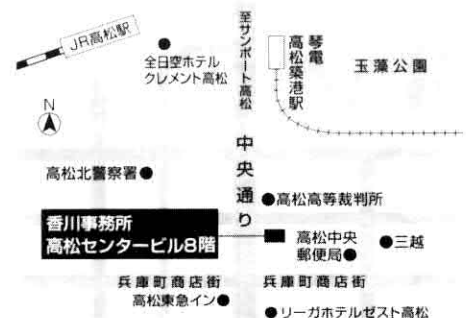 JR高松駅
全日空ホテル
クレメント高松
至サンポート高松
琴電
高松築港駅
玉藻公園
N
中央通り
高松北警察署
高松高等裁判所
香川事務所
高松センタービル8階
高松中央
郵便局
三越
兵庫町商店街
兵庫町商店街
高松東急イン
リーガホテルゼスト高松